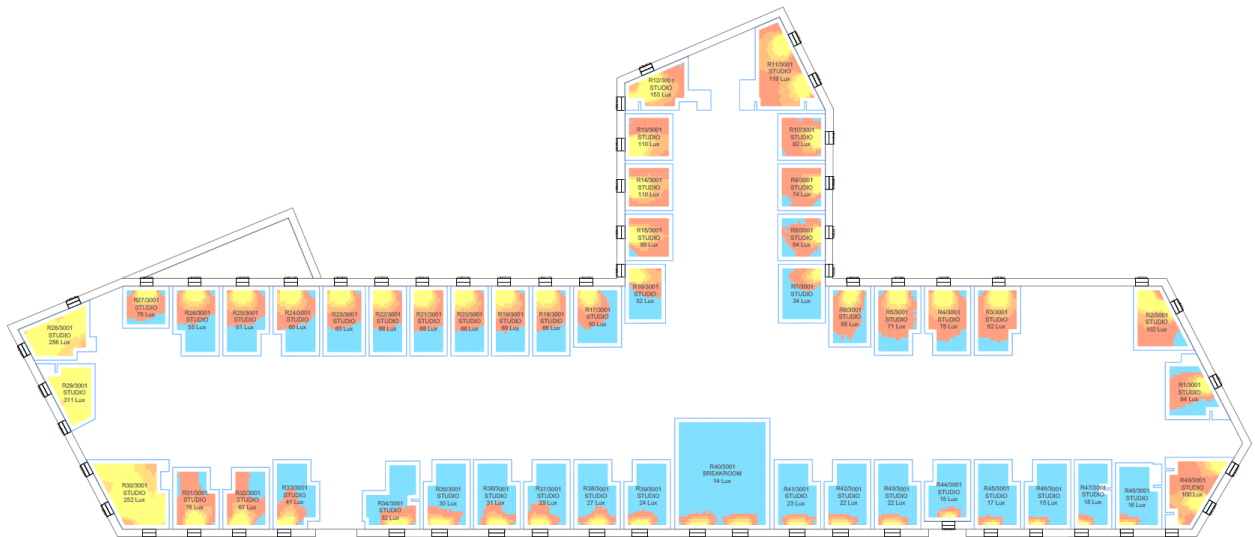 R11/3001
STUDIO
119 Lux
R12/3001
STUDIO
153 Lux
R13/3001
STUDIO
110 Lux
R10/3001
STUDIO
82 Lux
R14/3001
STUDIO
110 Lux
R9/3001
STUDIO
74 Lux
R15/3001
STUDIO
99 Lux
R8/3001
STUDIO
64 Lux
R16/3001
STUDIO
52 Lux
R7/3001
STUDIO
34 Lux
R27/3001
STUDIO
76 Lux
R26/3001
STUDIO
55 Lux
R25/3001
STUDIO
61 Lux
R24/3001
STUDIO
60 Lux
R23/3001
STUDIO
63 Lux
R22/3001
STUDIO
66 Lux
R21/3001
STUDIO
68 Lux
R20/3001
STUDIO
68 Lux
R19/3001
STUDIO
69 Lux
R18/3001
STUDIO
66 Lux
R17/3001
STUDIO
50 Lux
R6/3001
STUDIO
68 Lux
R5/3001
STUDIO
71 Lux
R4/3001
STUDIO
78 Lux
R3/3001
STUDIO
82 Lux
R2/3001
STUDIO
102 Lux
R28/3001
STUDIO
256 Lux
R29/3001
STUDIO
311 Lux
R1/3001
STUDIO
64 Lux
R30/3001
STUDIO
252 Lux
R31/3001
STUDIO
78 Lux
R32/3001
STUDIO
67 Lux
R33/3001
STUDIO
41 Lux
R34/3001
STUDIO
32 Lux
R35/3001
STUDIO
30 Lux
R36/3001
STUDIO
31 Lux
R37/3001
STUDIO
29 Lux
R38/3001
STUDIO
27 Lux
R39/3001
STUDIO
24 Lux
R40/3001
BREAKROOM
14 Lux
R41/3001
STUDIO
23 Lux
R42/3001
STUDIO
22 Lux
R43/3001
STUDIO
22 Lux
R44/3001
STUDIO
15 Lux
R45/3001
STUDIO
17 Lux
R46/3001
STUDIO
15 Lux
R47/3001
STUDIO
18 Lux
R48/3001
STUDIO
16 Lux
R49/3001
STUDIO
100 Lux